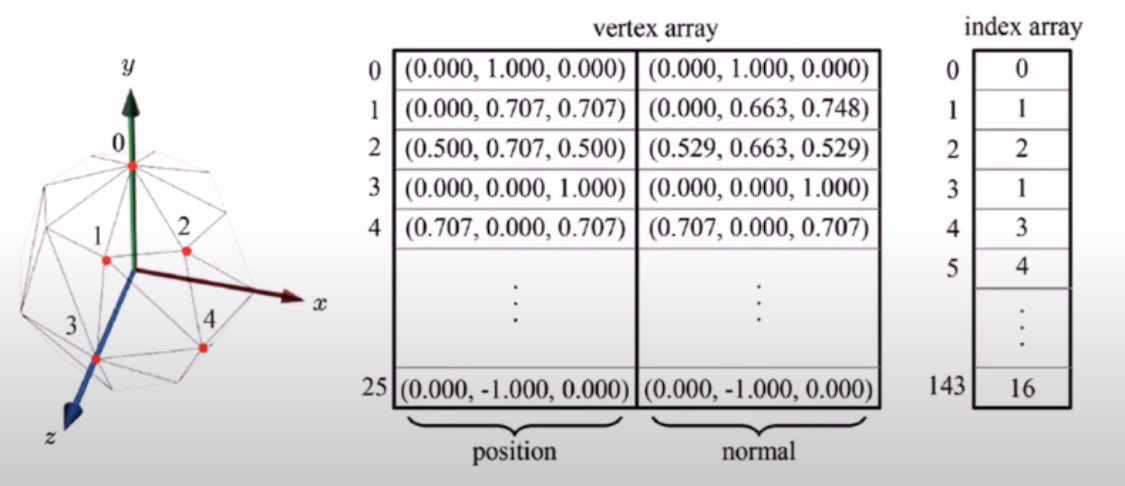 vertex array
index array
0 (0.000, 1.000, 0.000) (0.000, 1.000, 0.000)
1 (0.000, 0.707, 0.707) (0.000, 0.663, 0.748)
2 (0.500, 0.707, 0.500) (0.529, 0.663, 0.529)
3 (0.000, 0.000, 1.000) (0.000, 0.000, 1.000)
4 (0.707, 0.000, 0.707) (0.707, 0.000, 0.707)
25 (0.000, -1.000, 0.000) (0.000, -1.000, 0.000)
position normal
0 0
1 1
2 2
3 1
4 3
5 4
143 16
y
0
1
2
x
3
4
z